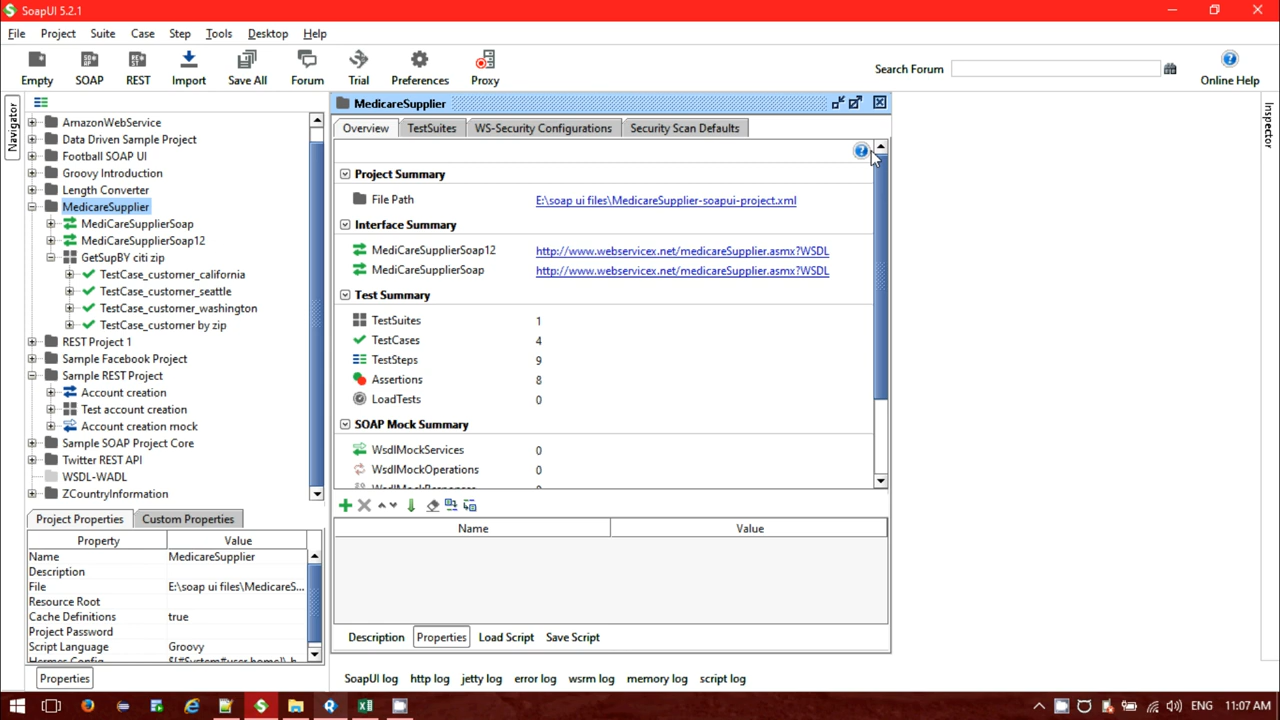 SoapUI 5.2.1
File Project Suite Case Step Tools Desktop Help
Empty SOAP REST Import Save All Forum Trial Preferences Proxy Search Forum Online Help
Navigator
Inspector
AmazonWebService
Data Driven Sample Project
Football SOAP UI
Groovy Introduction
Length Converter
MedicareSupplier
MediCareSupplierSoap
MediCareSupplierSoap12
GetSupBY citi zip
TestCase_customer_california
TestCase_customer_seattle
TestCase_customer_washington
TestCase_customer by zip
REST Project 1
Sample Facebook Project
Sample REST Project
Account creation
Test account creation
Account creation mock
Sample SOAP Project Core
Twitter REST API
WSDL-WADL
ZCountryInformation
Project Properties Custom Properties
Property Value
Name MedicareSupplier
Description
File E:\soap ui files\MedicareS...
Resource Root
Cache Definitions true
Project Password
Script Language Groovy
Hermes Config ${#System#user.home}\.h
Properties
MedicareSupplier
Overview TestSuites WS-Security Configurations Security Scan Defaults
Project Summary
File Path E:\soap ui files\MedicareSupplier-soapui-project.xml
Interface Summary
MediCareSupplierSoap12 http://www.webservicex.net/medicareSupplier.asmx?WSDL
MediCareSupplierSoap http://www.webservicex.net/medicareSupplier.asmx?WSDL
Test Summary
TestSuites 1
TestCases 4
TestSteps 9
Assertions 8
LoadTests 0
SOAP Mock Summary
WsdlMockServices 0
WsdlMockOperations 0
WsdlMockResponses 0
Name Value
Description Properties Load Script Save Script
SoapUI log http log jetty log error log wsrm log memory log script log
ENG 11:07 AM